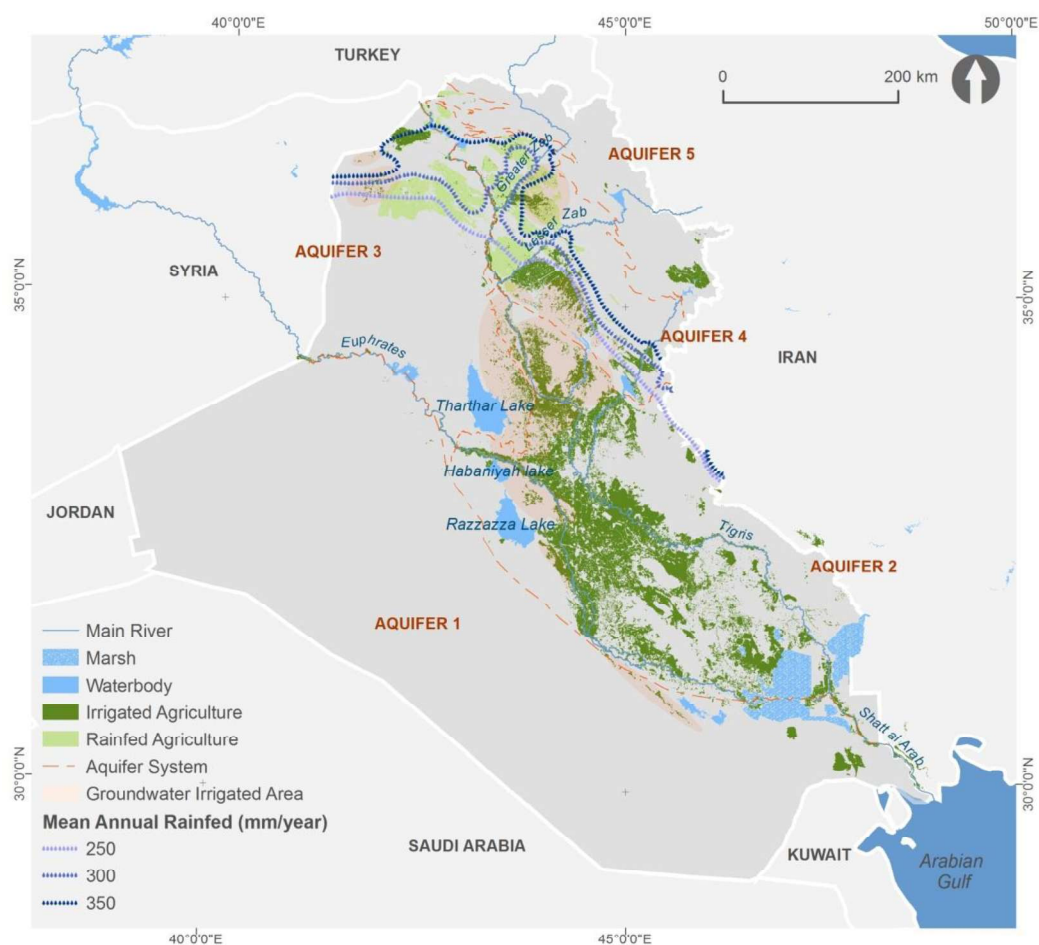 40°0'0"E
45°0'0"E
50°0'0"E
TURKEY
0
200 km
Greater Zab
AQUIFER 5
Lesser Zab
AQUIFER 3
SYRIA
35°0'0"N
35°0'0"N
AQUIFER 4
Euphrates
IRAN
Tharthar Lake
Habaniyah lake
JORDAN
Razzazza Lake
Tigris
AQUIFER 2
AQUIFER 1
Main River
Marsh
Waterbody
Irrigated Agriculture
Rainfed Agriculture
Aquifer System
Groundwater Irrigated Area
Mean Annual Rainfed (mm/year)
250
300
350
Shatt al Arab
30°0'0"N
30°0'0"N
SAUDI ARABIA
KUWAIT
Arabian
Gulf
40°0'0"E
45°0'0"E